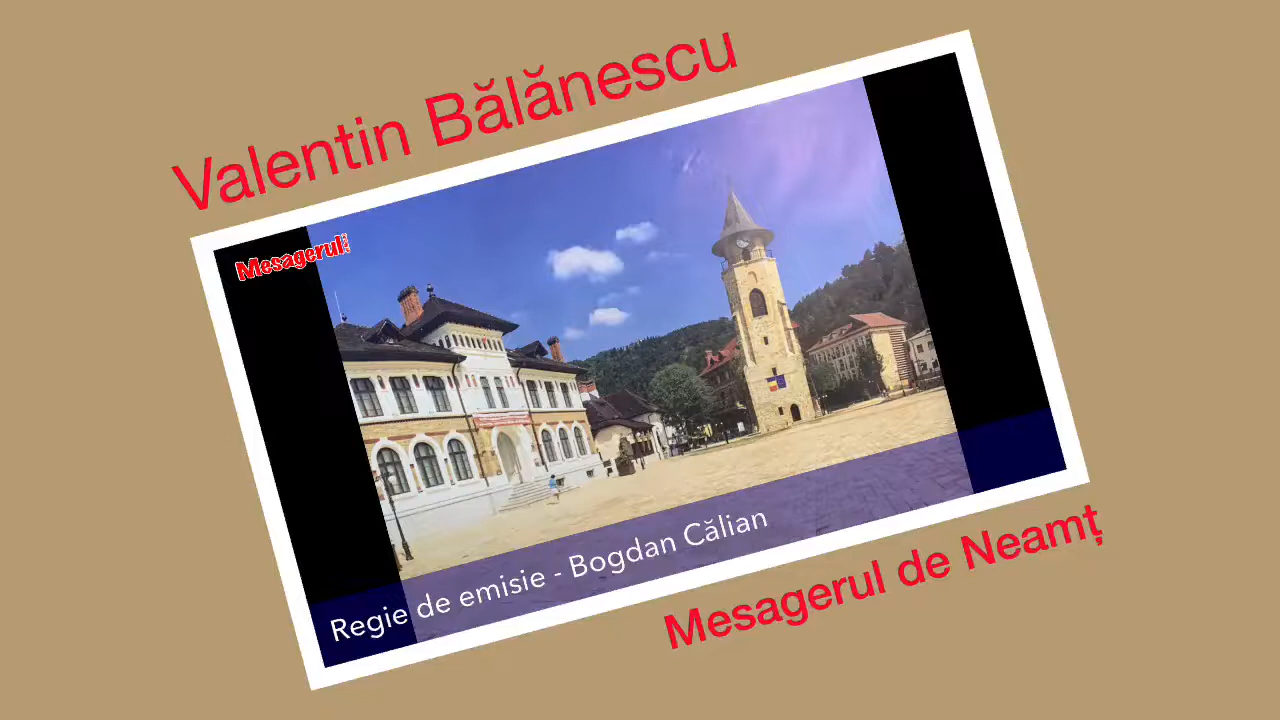 Valentin Bălănescu
Mesagerul
Regie de emisie - Bogdan Călian
Mesagerul de Neamț